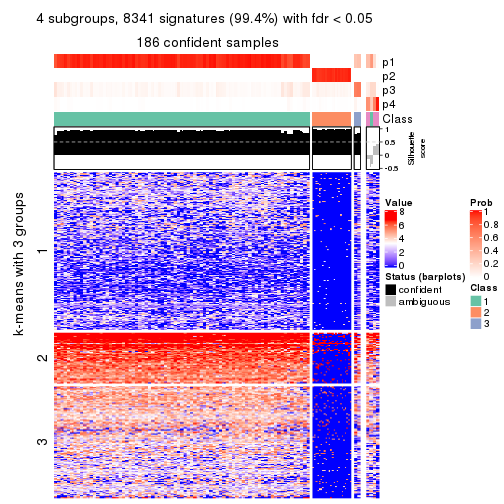 4 subgroups, 8341 signatures (99.4%) with fdr < 0.05
186 confident samples
p1
p2
p3
p4
Class
1
0.5
0
-0.5
Silhouette
score
k-means with 3 groups
1
2
3
Value
8
6
4
2
0
Status (barplots)
confident
ambiguous
Prob
1
0.8
0.6
0.4
0.2
0
Class
1
2
3